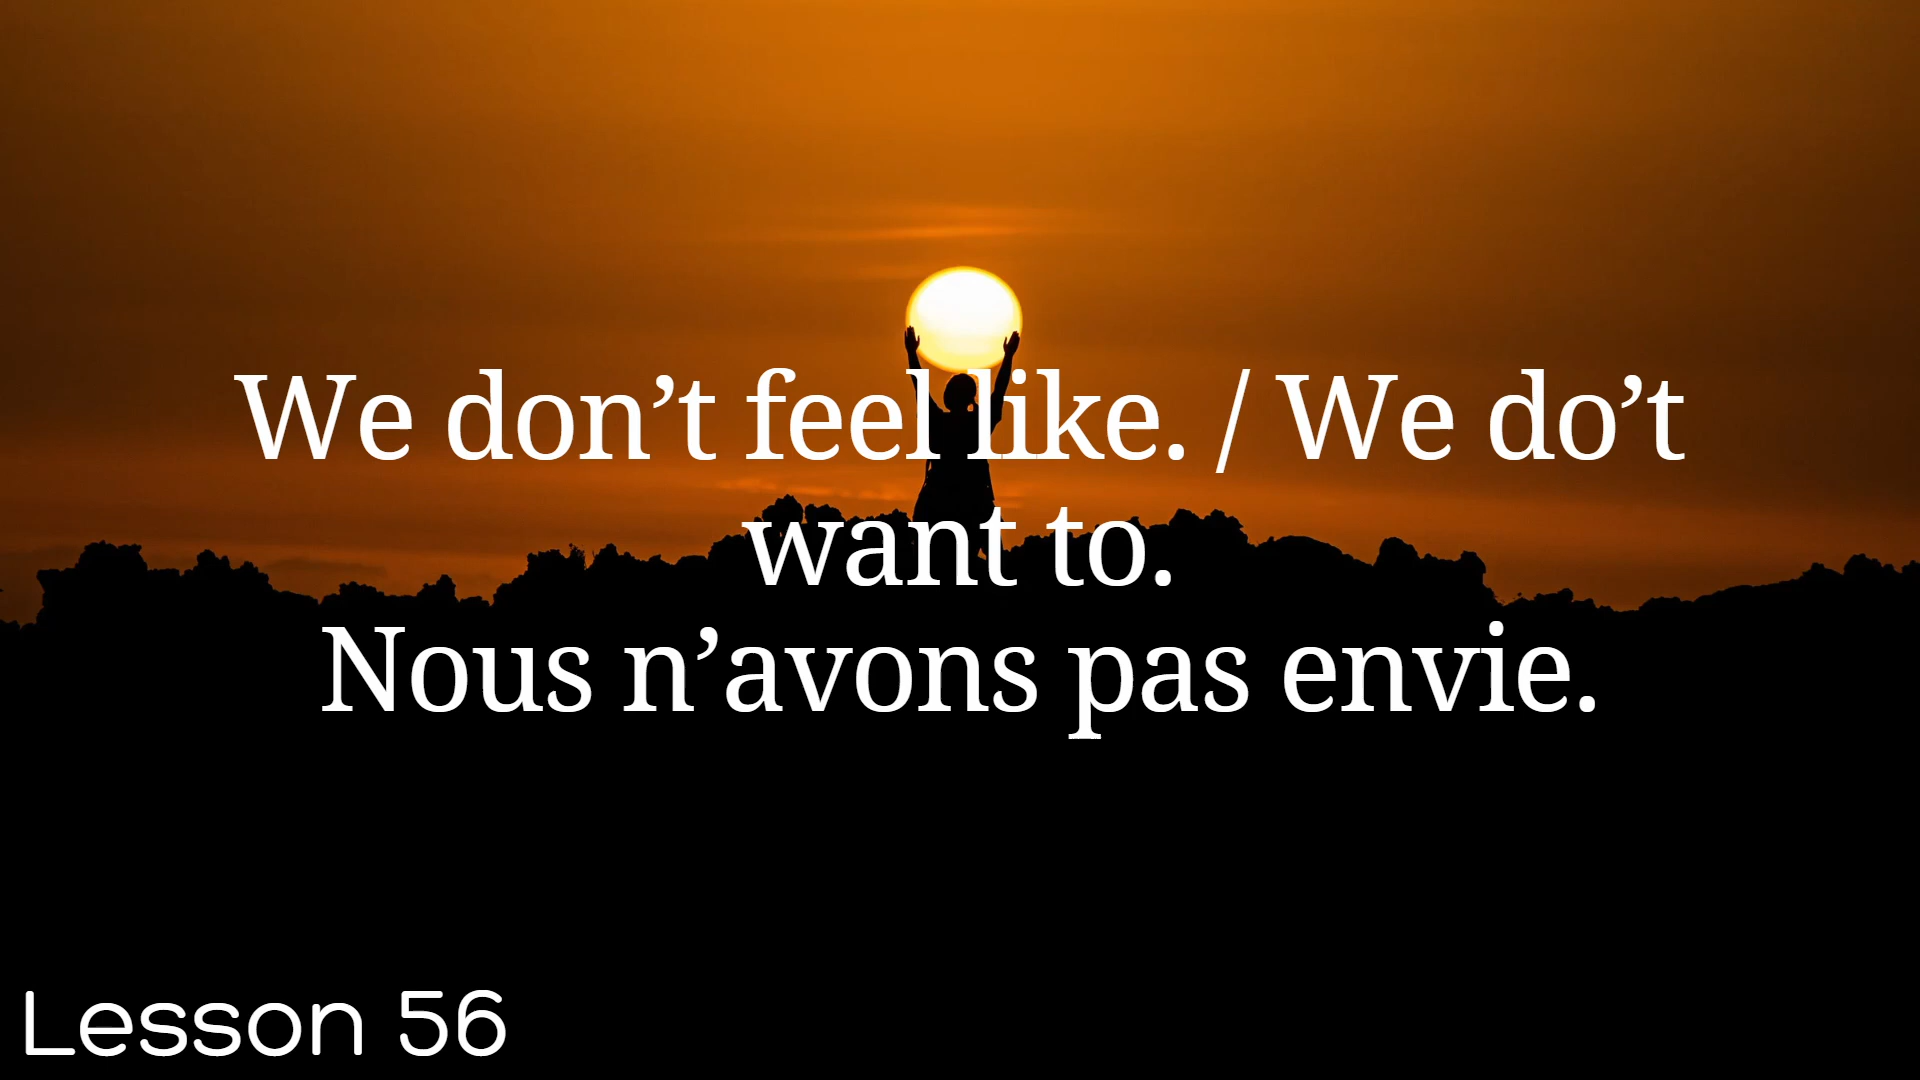 We don’t feel like. / We do’t
want to.
Nous n’avons pas envie.
Lesson 56